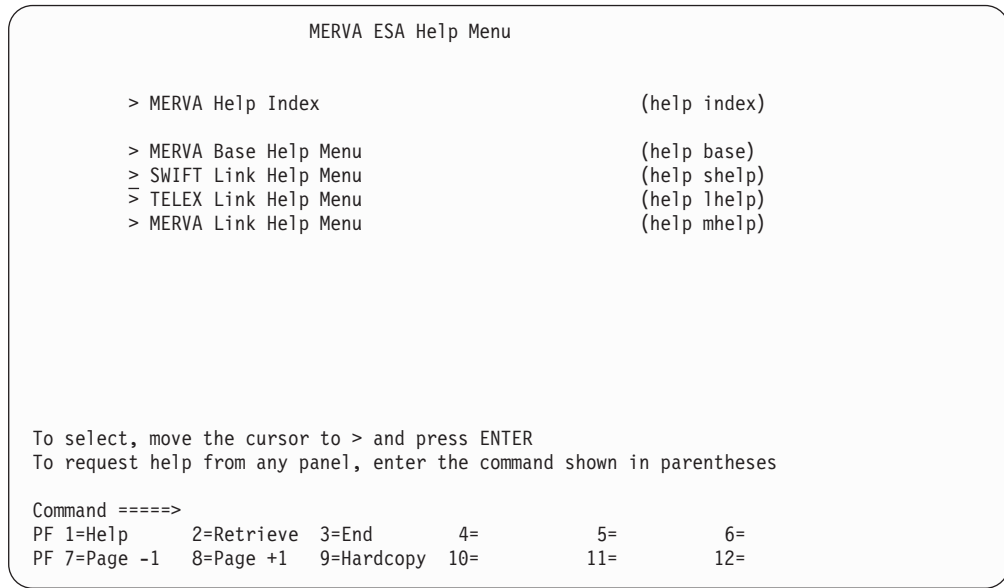 MERVA ESA Help Menu
> MERVA Help Index (help index)
> MERVA Base Help Menu (help base)
> SWIFT Link Help Menu (help shelp)
> TELEX Link Help Menu (help lhelp)
> MERVA Link Help Menu (help mhelp)
To select, move the cursor to > and press ENTER
To request help from any panel, enter the command shown in parentheses
Command =====>
PF 1=Help 2=Retrieve 3=End 4= 5= 6=
PF 7=Page -1 8=Page +1 9=Hardcopy 10= 11= 12=